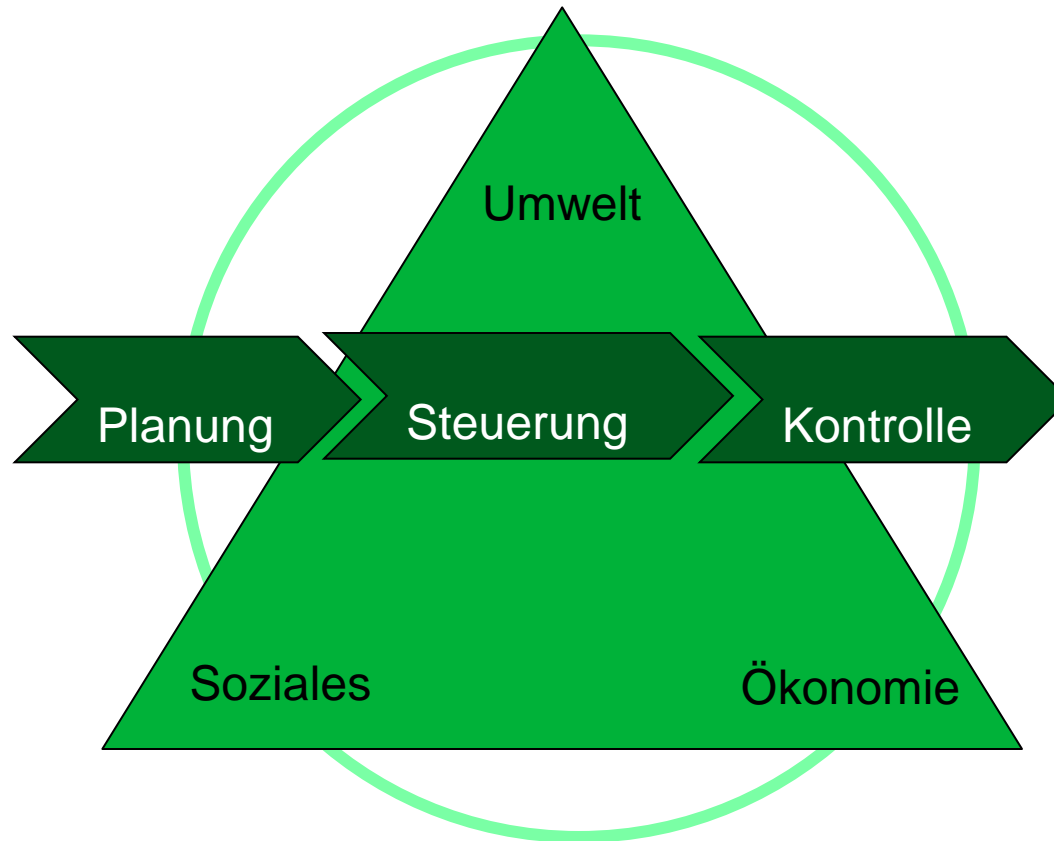 Umwelt
Planung
Steuerung
Kontrolle
Soziales
Ökonomie